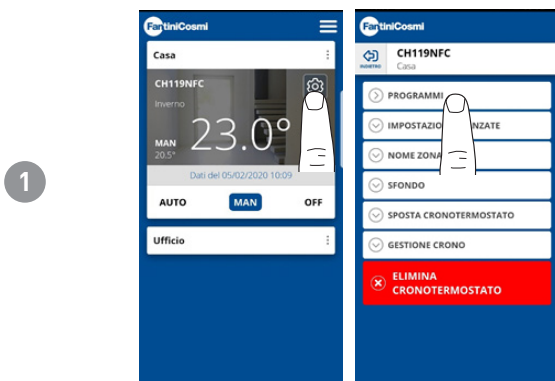 1
FantiniCosmi
Casa
CH119NFC
Inverno
MAN
20.5°
23.0°
Dati del 05/02/2020 10:09
AUTO MAN OFF
Ufficio
FantiniCosmi
INDIETRO
CH119NFC
Casa
PROGRAMMI
NOME ZONA
SFONDO
SPOSTA CRONOTERMOSTATO
GESTIONE CRONO
ELIMINA
CRONOTERMOSTATO